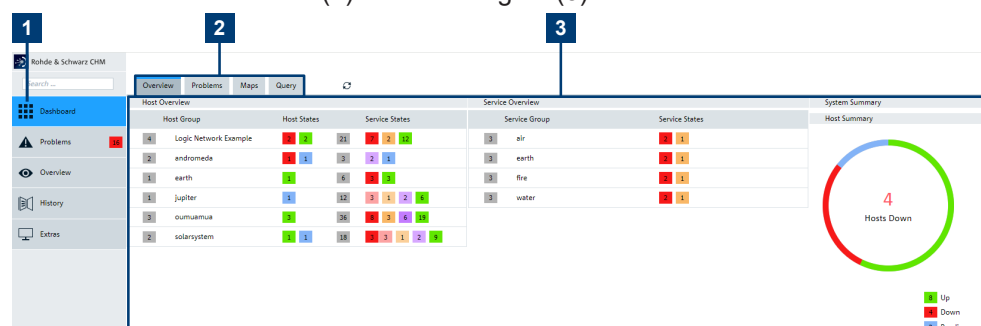 1 2 3
Rohde & Schwarz CHM
Search ...
Overview Problems Maps Query
Dashboard
Problems 16
Overview
History
Extras
Host Overview
Host Group Host States Service States
4 Logic Network Example 2 2 21 7 2 12
2 andromeda 1 1 3 2 1
1 earth 1 6 3 3
1 jupiter 1 12 3 1 2 6
3 oumuamua 3 36 8 3 6 19
2 solarsystem 1 1 18 3 3 1 2 9
Service Overview
Service Group Service States
3 air 2 1
3 earth 2 1
3 fire 2 1
3 water 2 1
System Summary
Host Summary
4
Hosts Down
8 Up
4 Down